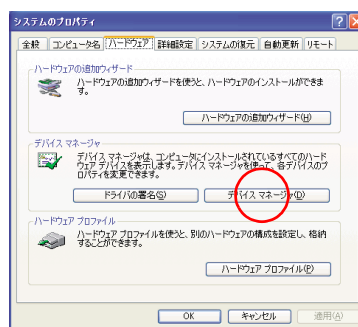 システムのプロパティ
全般 コンピュータ名 ハードウェア 詳細設定 システムの復元 自動更新 リモート
ハードウェアの追加ウィザード
ハードウェアの追加ウィザードを使うと、ハードウェアのインストールができま
す。
ハードウェアの追加ウィザード(H)
デバイス マネージャ
デバイス マネージャは、コンピュータにインストールされているすべてのハード
ウェア デバイスを表示します。デバイス マネージャを使って、各デバイスのプ
ロパティを変更できます。
ドライバの署名(S) デバイス マネージャ(D)
ハードウェア プロファイル
ハードウェア プロファイルを使うと、別のハードウェアの構成を設定し、格納
することができます。
ハードウェア プロファイル(P)
OK キャンセル 適用(A)